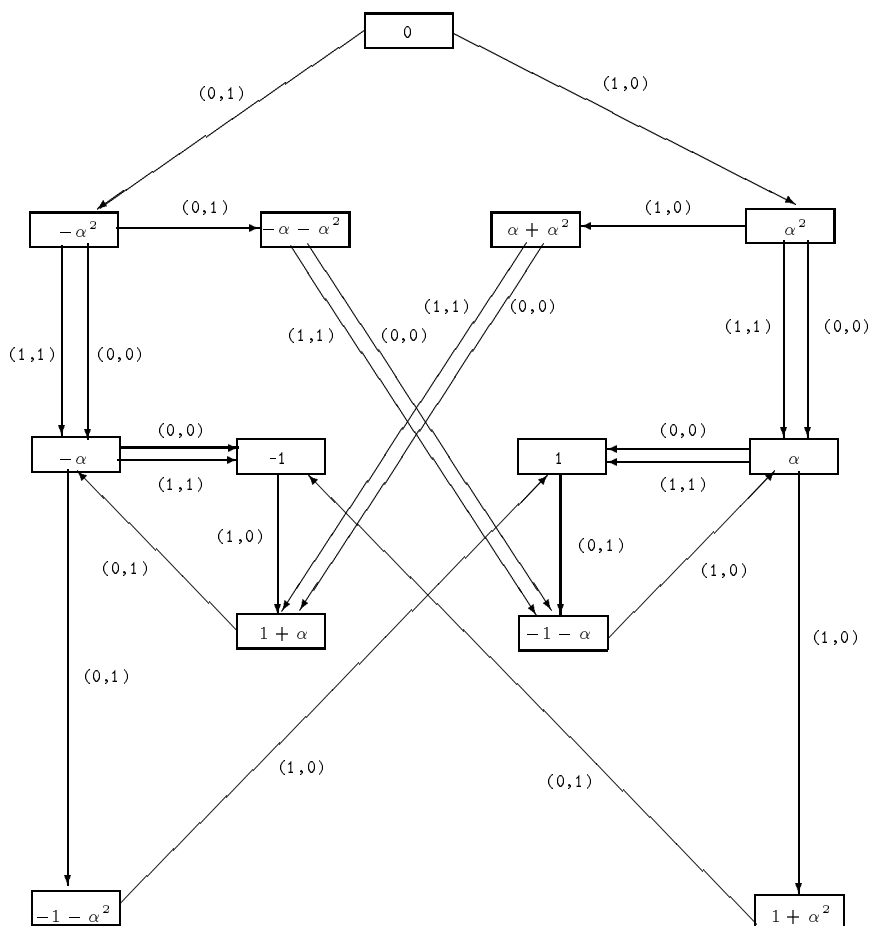 0
(0,1)
(1,0)
−α² (0,1) −α − α² α + α² (1,0) α²
(1,1) (0,0)
(1,1) (0,0) (1,1) (0,0)
(1,1) (0,0)
−α (0,0) -1 1 (0,0) α
(1,1) (1,1)
(1,0) (0,1)
(0,1) (1,0)
1 + α −1 − α
(1,0)
(0,1)
(1,0) (0,1)
−1 − α² 1 + α²